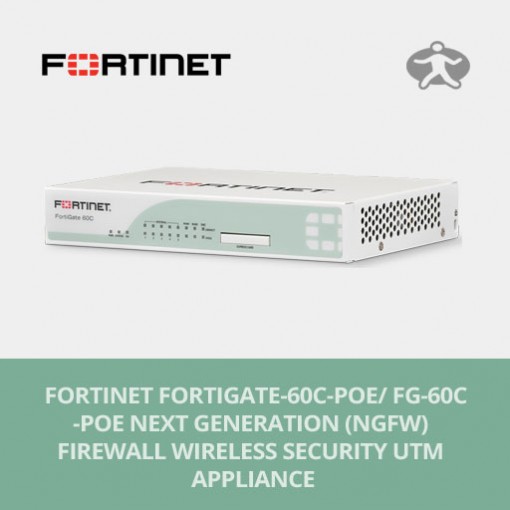 FORTINET
FORTINET
FORTINET
FortiGate 60C
FORTINET FORTIGATE-60C-POE/ FG-60C
-POE NEXT GENERATION (NGFW)
FIREWALL WIRELESS SECURITY UTM
APPLIANCE